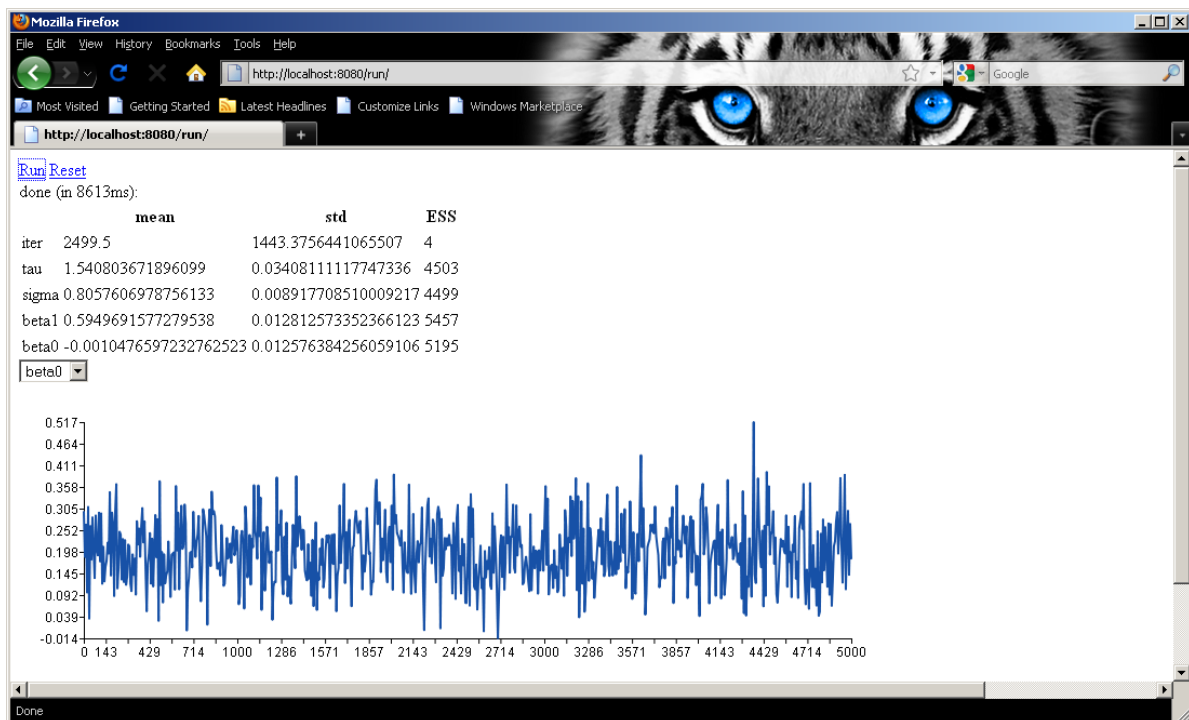 Mozilla Firefox
File Edit View History Bookmarks Tools Help
http://localhost:8080/run/ Google
Most Visited Getting Started Latest Headlines Customize Links Windows Marketplace
http://localhost:8080/run/ +
Run Reset
done (in 8613ms):
mean std ESS
iter 2499.5 1443.3756441065507 4
tau 1.540803671896099 0.03408111117747336 4503
sigma 0.8057606978756133 0.008917708510009217 4499
beta1 0.5949691577279538 0.012812573352366123 5457
beta0 -0.0010476597232762523 0.012576384256059106 5195
beta0
0.517
0.464
0.411
0.358
0.305
0.252
0.198
0.145
0.092
0.039
-0.014
0 143 429 714 1000 1286 1571 1857 2143 2429 2714 3000 3286 3571 3857 4143 4429 4714 5000
Done